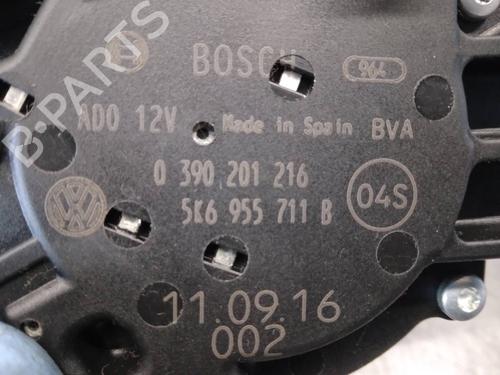 BOSCH
964
AD0 12V
Made in Spain BVA
0 390 201 216
04S
5K6 955 711 B
11.09.16
002
B-PARTS